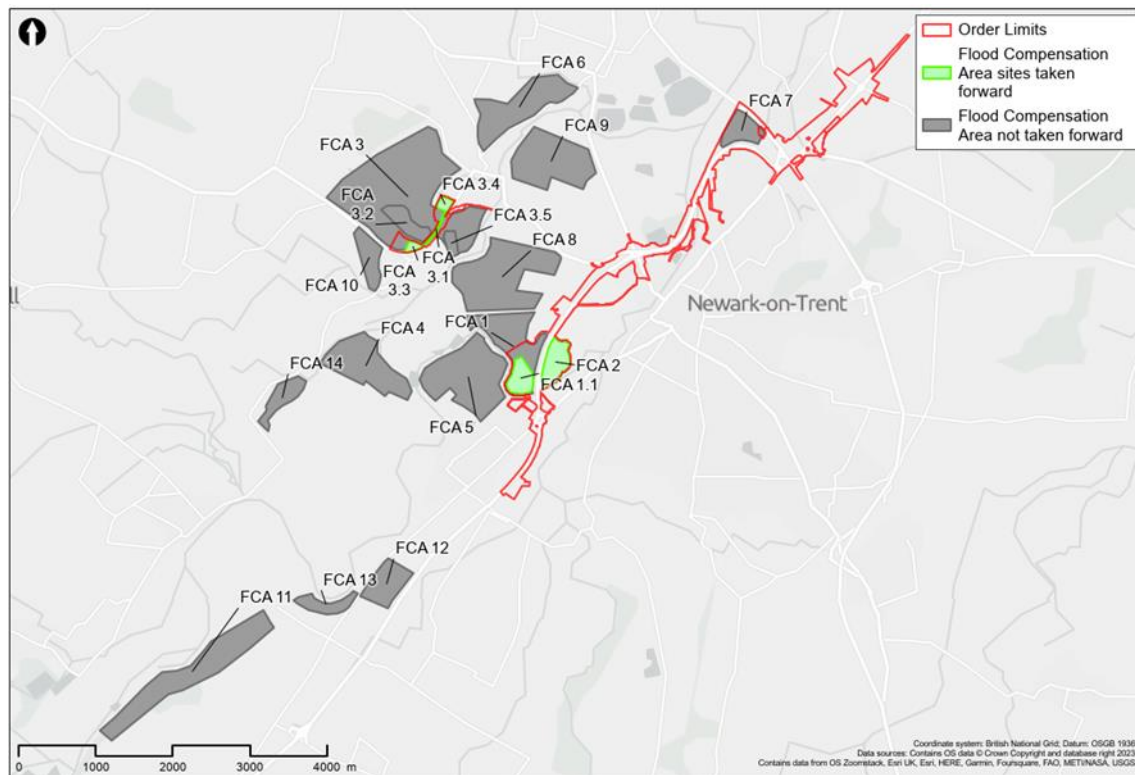 Order Limits
Flood Compensation
Area sites taken
forward
Flood Compensation
Area not taken forward
FCA 6
FCA 7
FCA 9
FCA 3
FCA 3.4
FCA
3.2
FCA 3.5
FCA 8
FCA
3.1
FCA
3.3
FCA 10
ll
Newark-on-Trent
FCA 1
FCA 4
FCA 14
FCA 2
FCA 1.1
FCA 5
FCA 12
FCA 13
FCA 11
0 1000 2000 3000 4000 m
Coordinate system: British National Grid; Datum: OSGB 1936
Data sources: Contains OS data © Crown Copyright and database right 2023
Contains data from OS Zoomstack, Esri UK, Esri, HERE, Garmin, Foursquare, FAO, METI/NASA, USGS